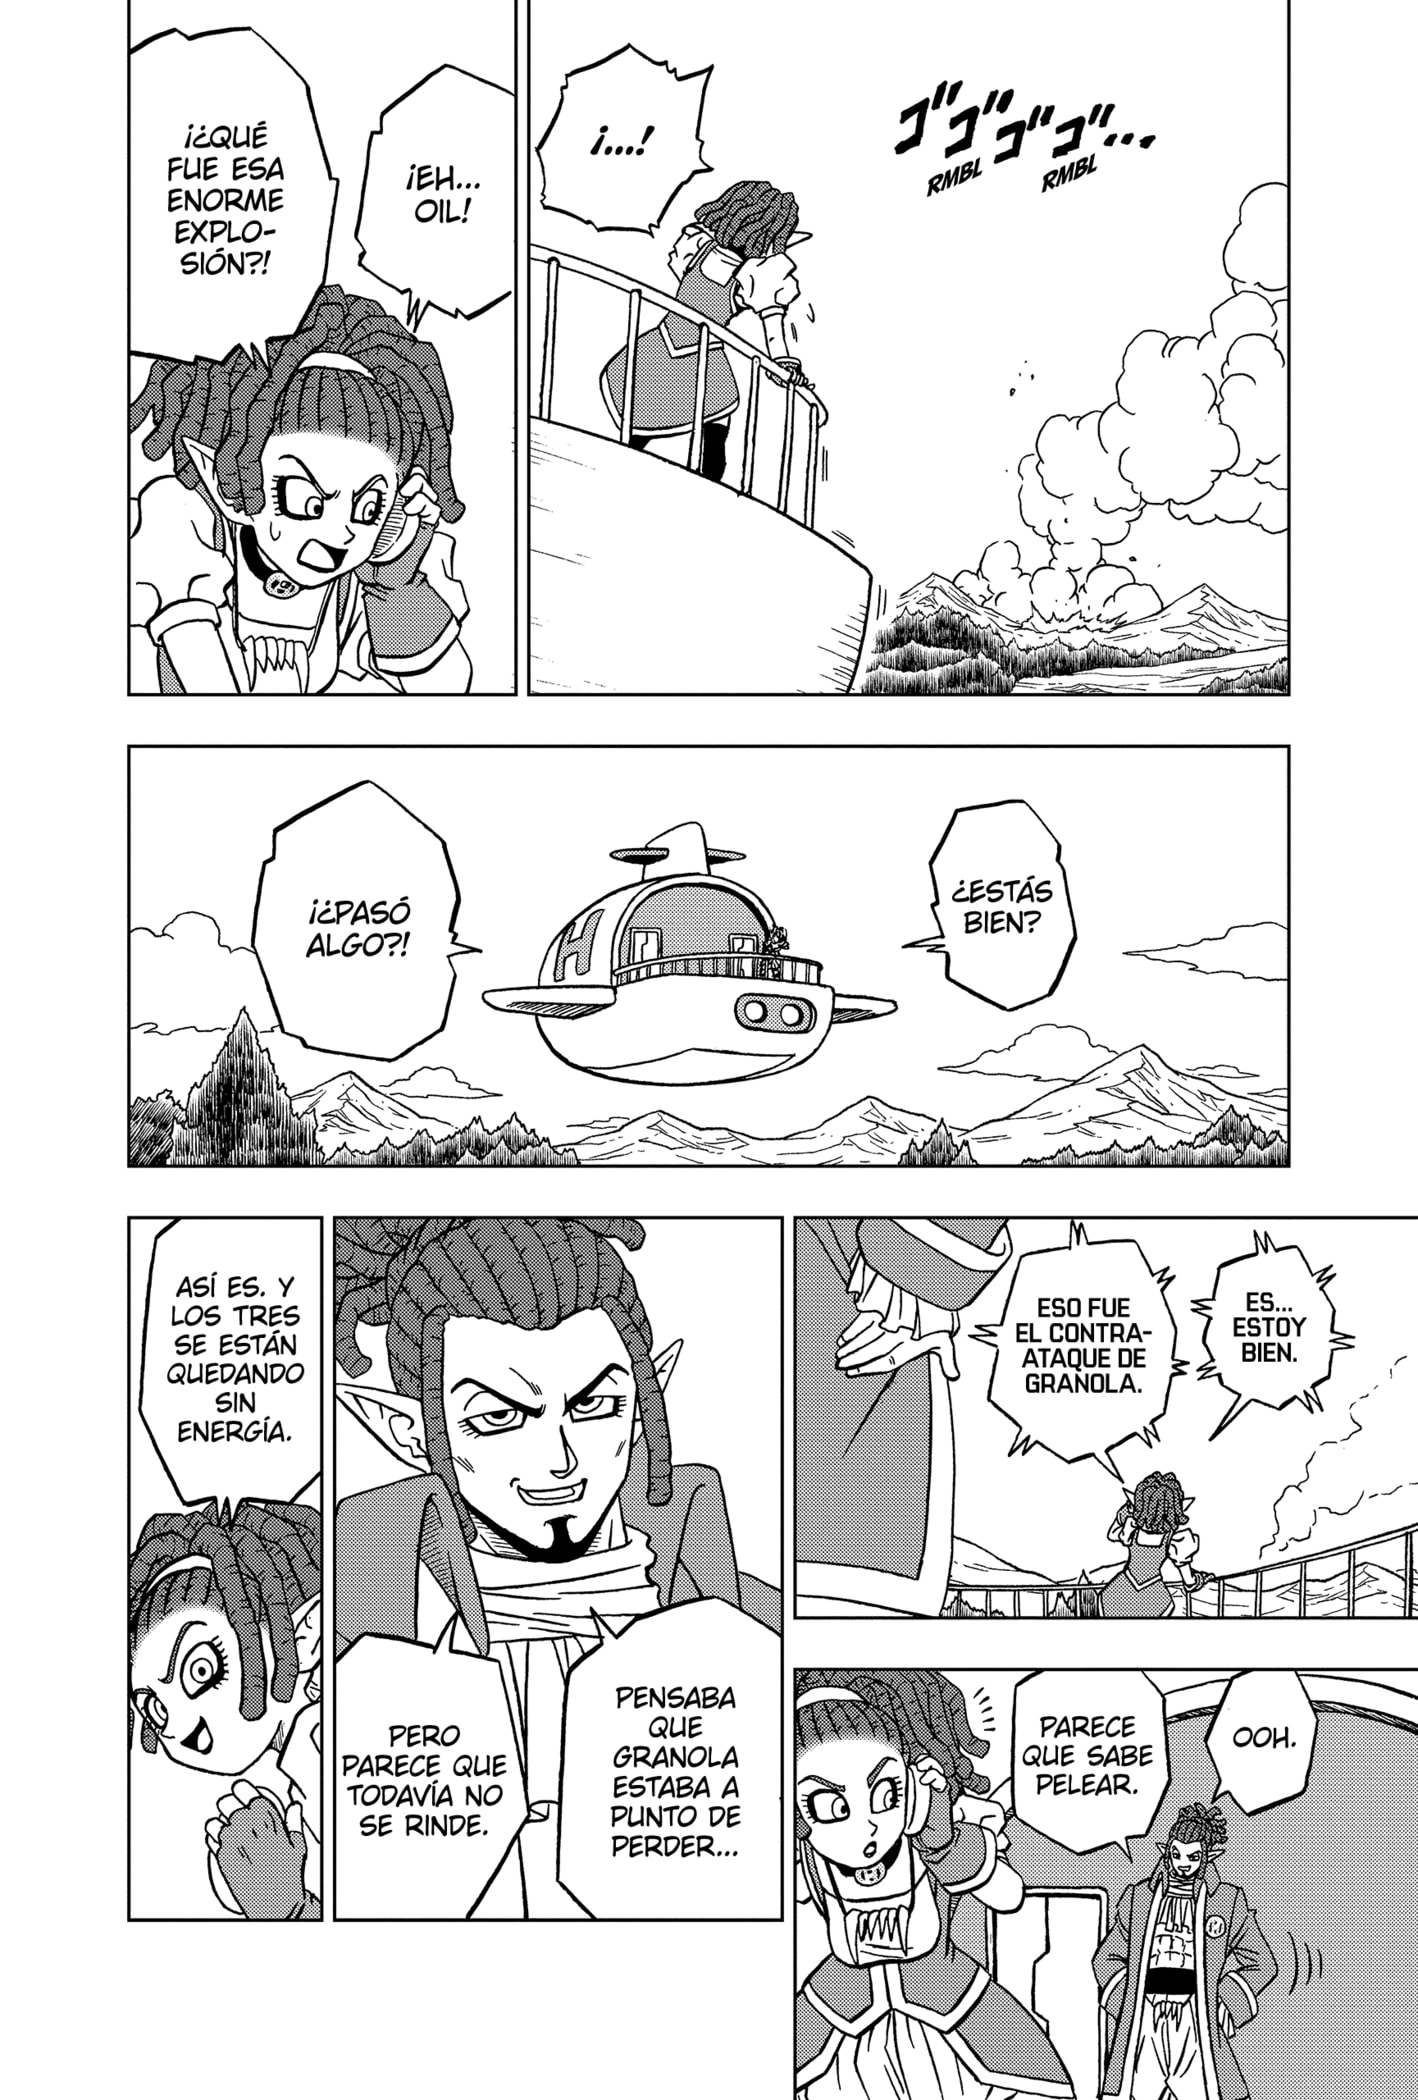 ゴゴゴゴ...
RMBL
RMBL
¡...!
¡EH...
OIL!
¡¿QUÉ
FUE ESA
ENORME
EXPLO-
SIÓN?!
¿ESTÁS
BIEN?
¡¿PASÓ
ALGO?!
H
ES...
ESTOY
BIEN.
ESO FUE
EL CONTRA-
ATAQUE DE
GRANOLA.
OOH.
PARECE
QUE SABE
PELEAR.
PENSABA
QUE
GRANOLA
ESTABA A
PUNTO DE
PERDER...
PERO
PARECE QUE
TODAVÍA NO
SE RINDE.
ASÍ ES. Y
LOS TRES
SE ESTÁN
QUEDANDO
SIN
ENERGÍA.